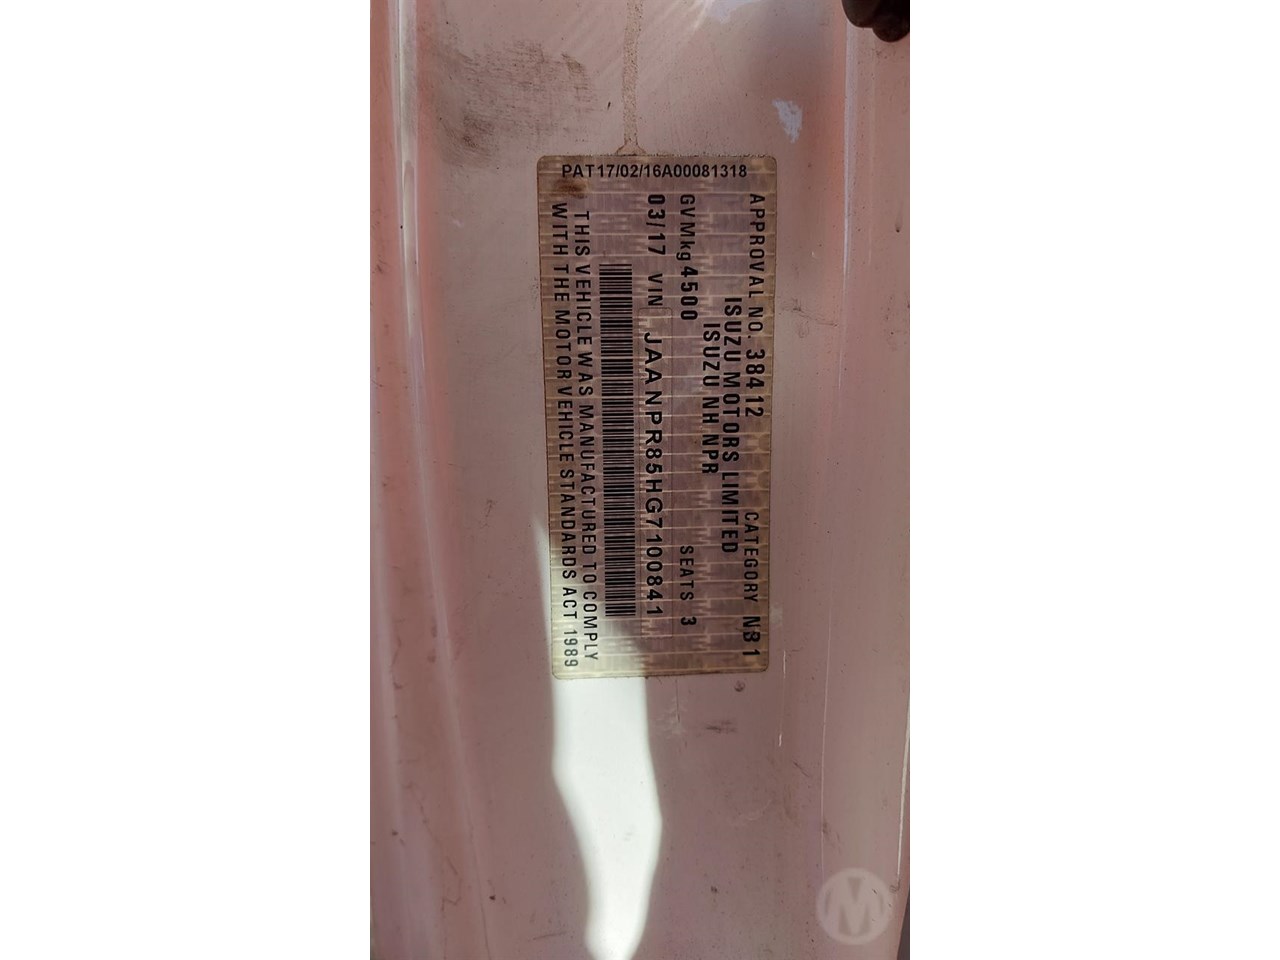 PAT17/02/16A00081318
APPROVAL NO. 38412 CATEGORY NB1
ISUZU MOTORS LIMITED
ISUZU NH NPR
GVMkg 4500 SEATS 3
03/17 VIN JAANPR85HG7100841
THIS VEHICLE WAS MANUFACTURED TO COMPLY
WITH THE MOTOR VEHICLE STANDARDS ACT 1989
M